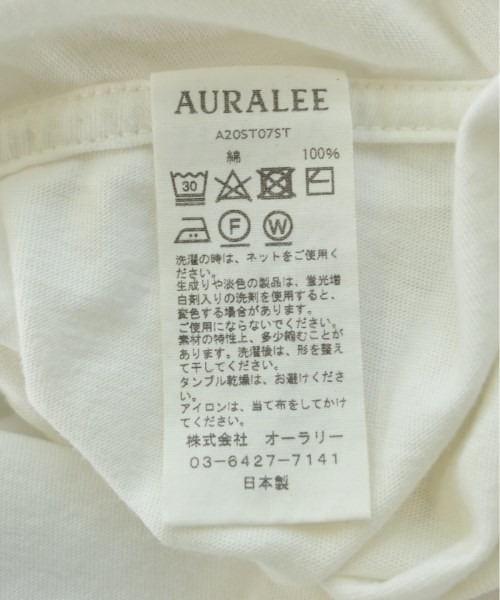 AURALEE
A20ST07ST
綿 100%
30
F W
洗濯の時は、ネットをご使用く
ださい。
生成りや淡色の製品は、蛍光増
白剤入りの洗剤を使用すると、
変色する場合があります。
ご使用にならないでください。
素材の特性上、多少縮むことが
あります。洗濯後は、形を整え
て干してください。
タンブル乾燥は、お避けくださ
い。
アイロンは、当て布をしてかけ
てください。
株式会社 オーラリー
03-6427-7141
日本製